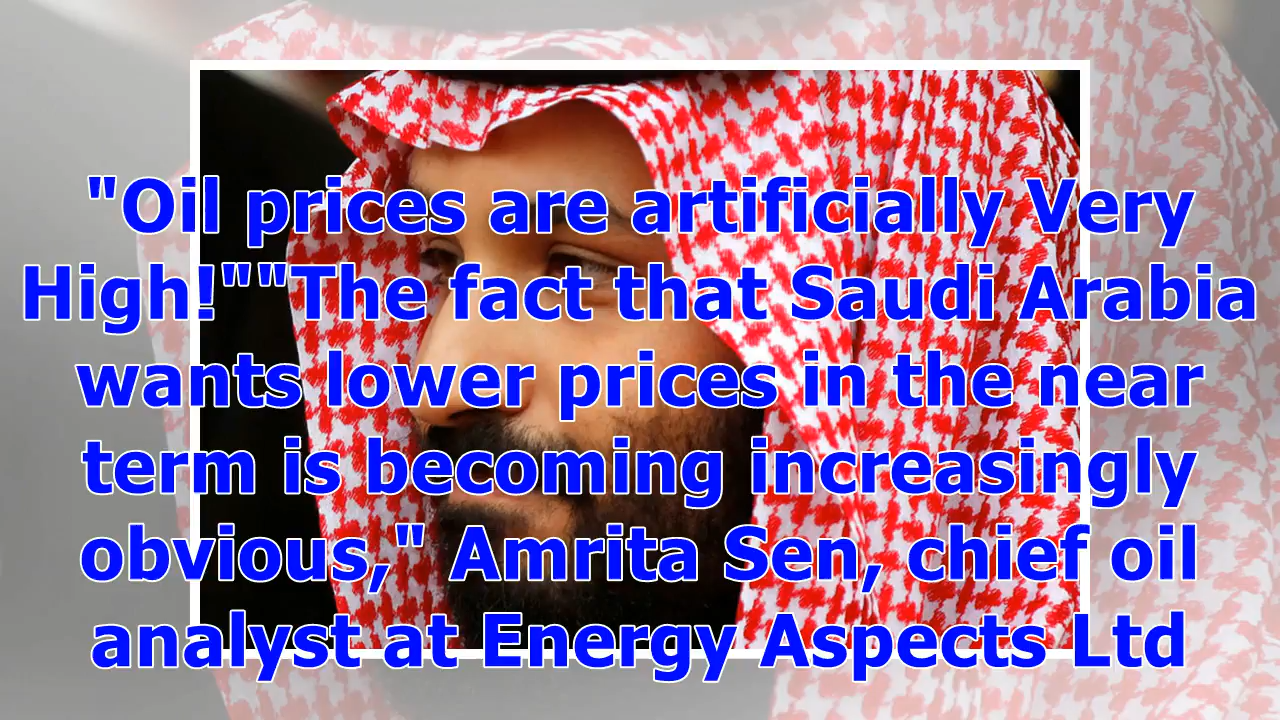 "Oil prices are artificially Very
High!""The fact that Saudi Arabia
wants lower prices in the near
term is becoming increasingly
obvious," Amrita Sen, chief oil
analyst at Energy Aspects Ltd